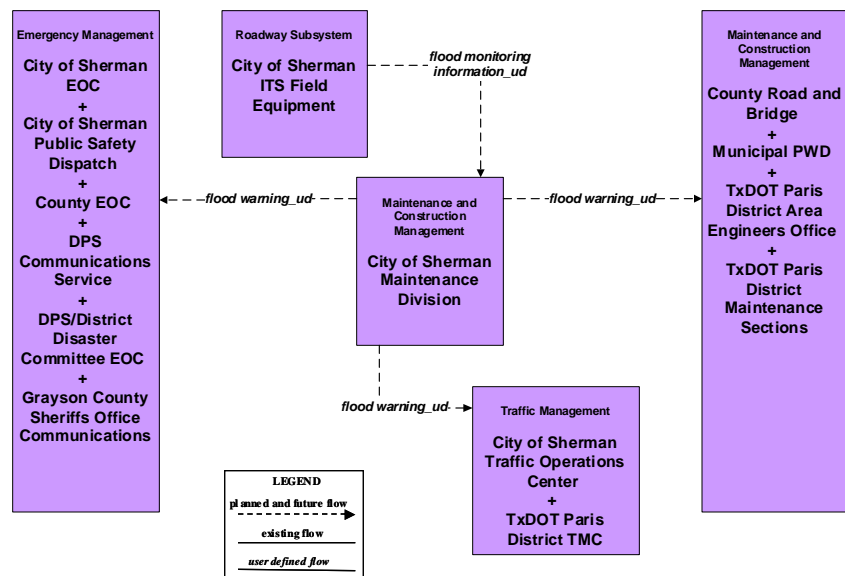 Emergency Management
City of Sherman
EOC
+
City of Sherman
Public Safety
Dispatch
+
County EOC
+
DPS
Communications
Service
+
DPS/District
Disaster
Committee EOC
+
Grayson County
Sheriffs Office
Communications
Roadway Subsystem
City of Sherman
ITS Field
Equipment
flood monitoring
information_ud
Maintenance and
Construction
Management
County Road and
Bridge
+
Municipal PWD
+
TxDOT Paris
District Area
Engineers Office
+
TxDOT Paris
District
Maintenance
Sections
flood warning_ud
Maintenance and
Construction
Management
City of Sherman
Maintenance
Division
flood warning_ud
flood warning_ud
Traffic Management
City of Sherman
Traffic Operations
Center
+
TxDOT Paris
District TMC
LEGEND
planned and future flow
existing flow
user defined flow